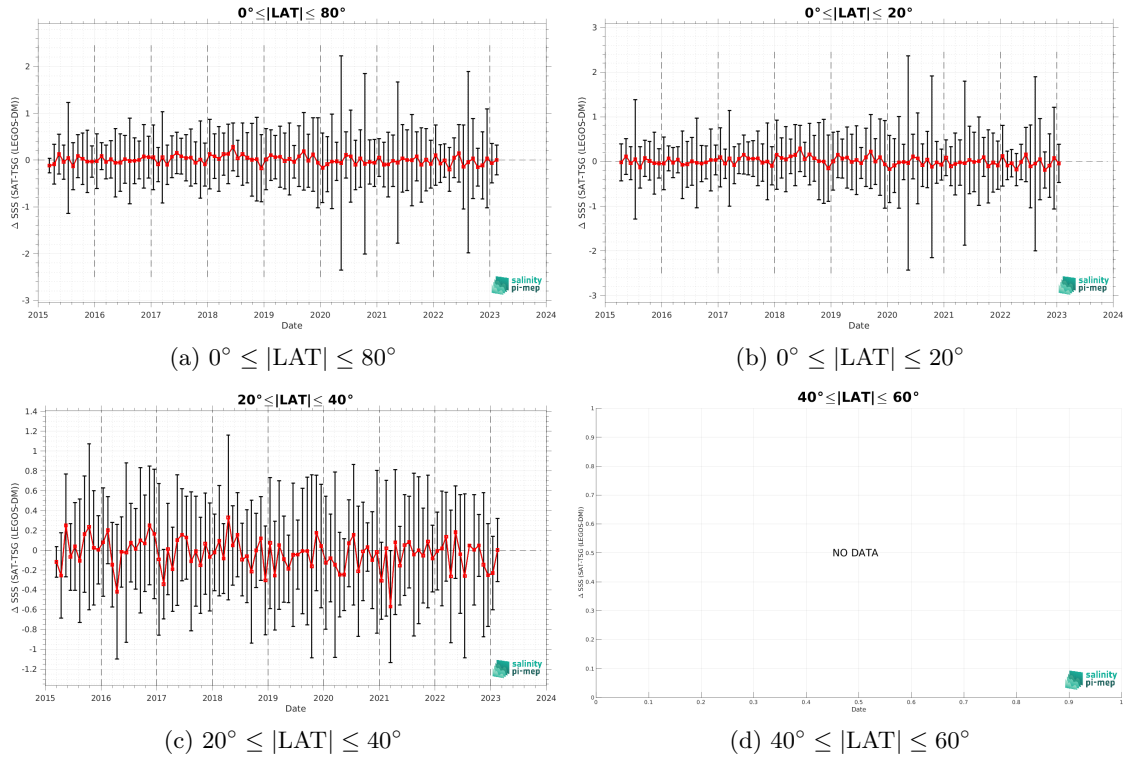 0°≤|LAT|≤ 80°
Δ SSS (SAT-TSG (LEGOS-DM))
2
1
0
-1
-2
-3
2015 2016 2017 2018 2019 2020 2021 2022 2023 2024
Date
salinity
pi-mep
(a) 0° ≤ |LAT| ≤ 80°
0°≤|LAT|≤ 20°
Δ SSS (SAT-TSG (LEGOS-DM))
3
2
1
0
-1
-2
-3
2015 2016 2017 2018 2019 2020 2021 2022 2023 2024
Date
salinity
pi-mep
(b) 0° ≤ |LAT| ≤ 20°
20°≤|LAT|≤ 40°
Δ SSS (SAT-TSG (LEGOS-DM))
1.4
1.2
1
0.8
0.6
0.4
0.2
0
-0.2
-0.4
-0.6
-0.8
-1
-1.2
2015 2016 2017 2018 2019 2020 2021 2022 2023 2024
Date
salinity
pi-mep
(c) 20° ≤ |LAT| ≤ 40°
40°≤|LAT|≤ 60°
Δ SSS (SAT-TSG (LEGOS-DM))
1
0.9
0.8
0.7
0.6
0.5
0.4
0.3
0.2
0.1
0
NO DATA
0 0.1 0.2 0.3 0.4 0.5 0.6 0.7 0.8 0.9 1
Date
salinity
pi-mep
(d) 40° ≤ |LAT| ≤ 60°